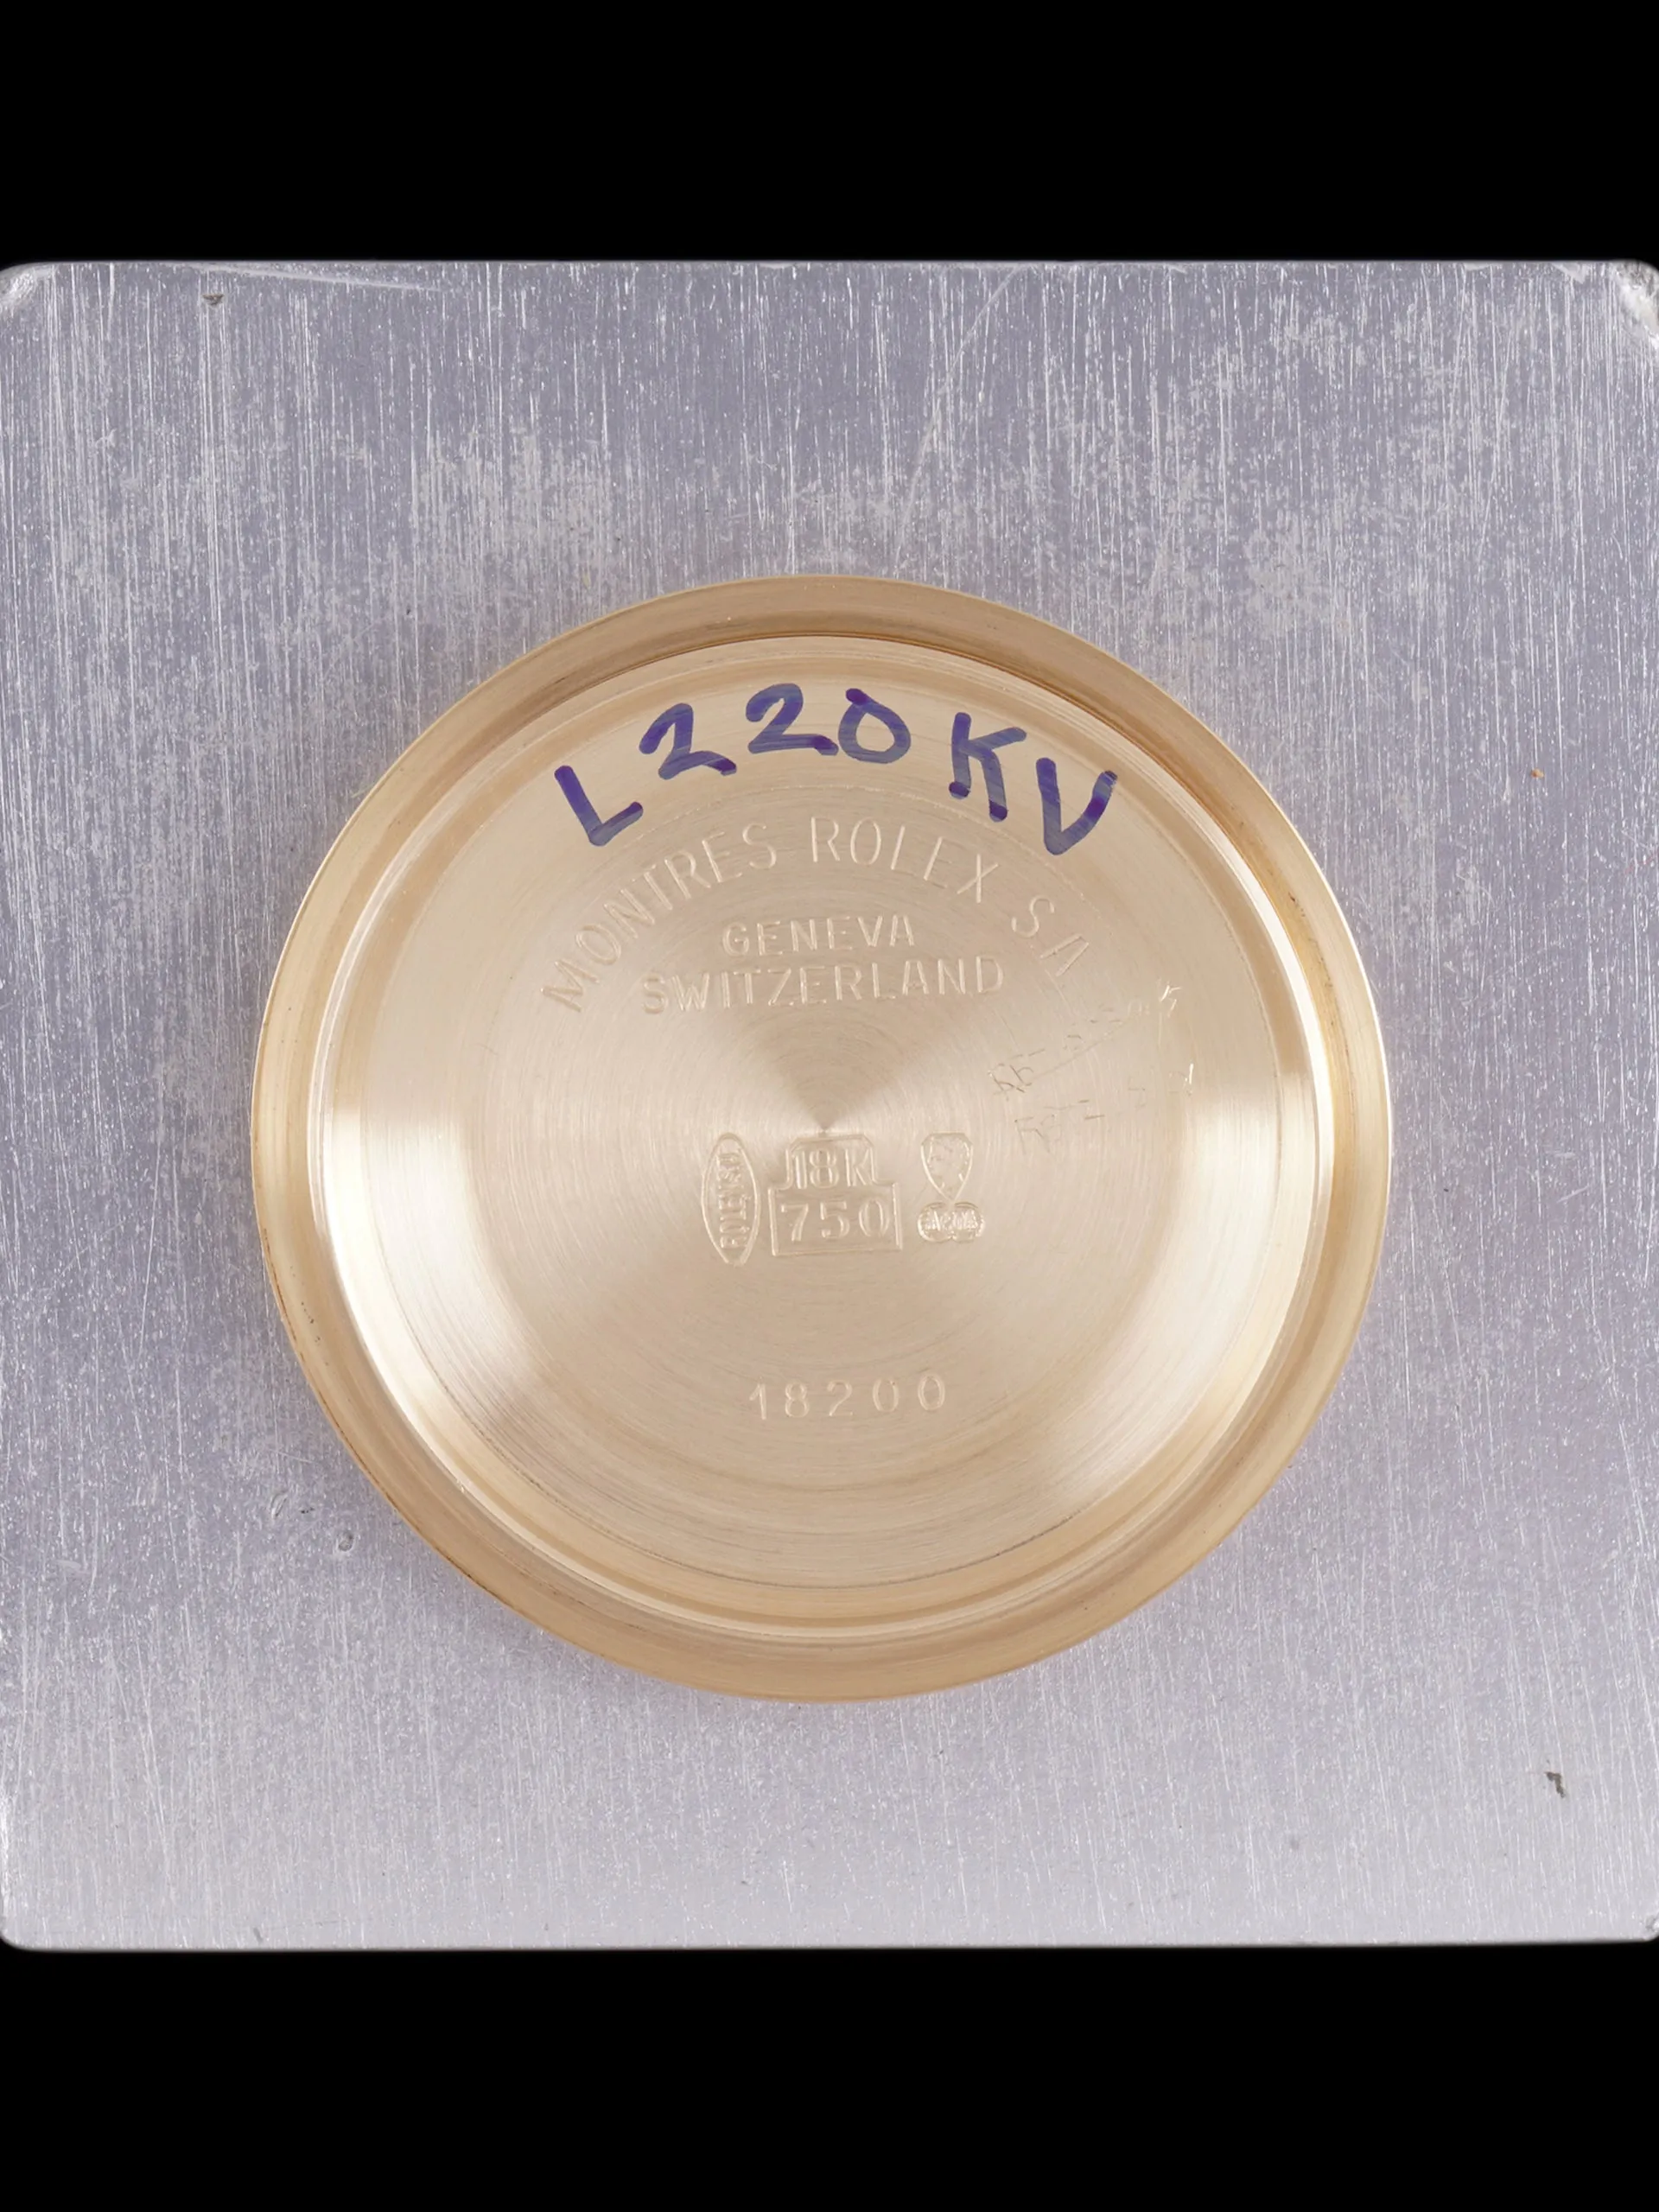 L220KV
MONTRES ROLEX S.A
GENEVA
SWITZERLAND
18K
750
18200